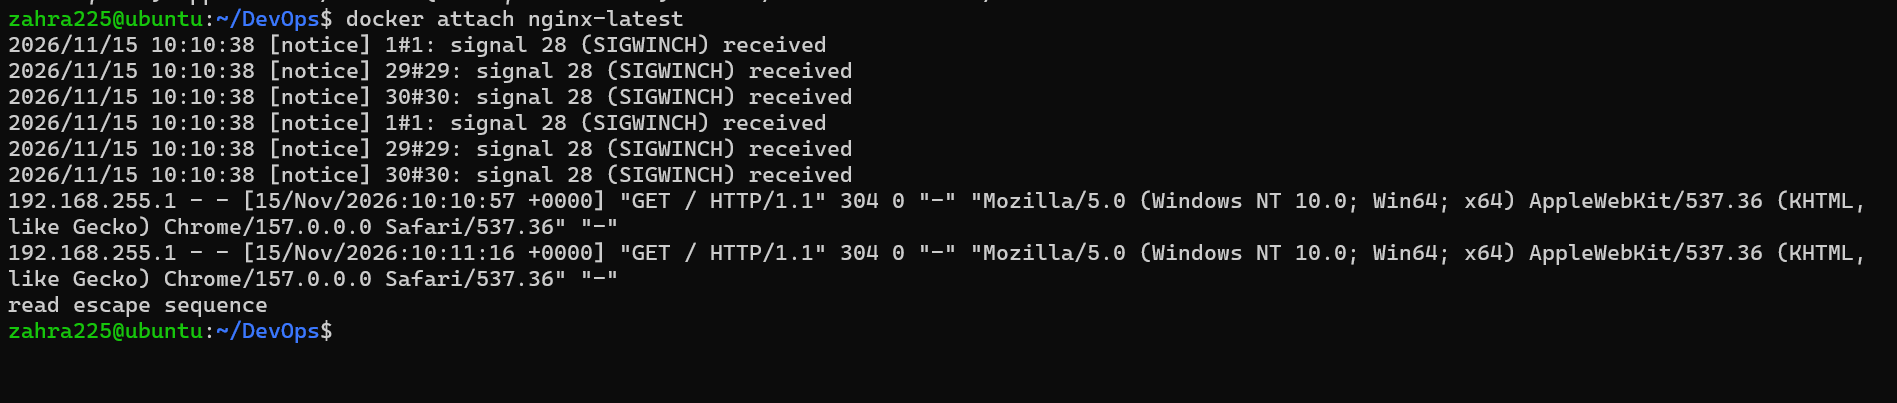 zahra225@ubuntu:~/DevOps$ docker attach nginx-latest
2026/11/15 10:10:38 [notice] 1#1: signal 28 (SIGWINCH) received
2026/11/15 10:10:38 [notice] 29#29: signal 28 (SIGWINCH) received
2026/11/15 10:10:38 [notice] 30#30: signal 28 (SIGWINCH) received
2026/11/15 10:10:38 [notice] 1#1: signal 28 (SIGWINCH) received
2026/11/15 10:10:38 [notice] 29#29: signal 28 (SIGWINCH) received
2026/11/15 10:10:38 [notice] 30#30: signal 28 (SIGWINCH) received
192.168.255.1 - - [15/Nov/2026:10:10:57 +0000] "GET / HTTP/1.1" 304 0 "-" "Mozilla/5.0 (Windows NT 10.0; Win64; x64) AppleWebKit/537.36 (KHTML,
like Gecko) Chrome/157.0.0.0 Safari/537.36" "-"
192.168.255.1 - - [15/Nov/2026:10:11:16 +0000] "GET / HTTP/1.1" 304 0 "-" "Mozilla/5.0 (Windows NT 10.0; Win64; x64) AppleWebKit/537.36 (KHTML,
like Gecko) Chrome/157.0.0.0 Safari/537.36" "-"
read escape sequence
zahra225@ubuntu:~/DevOps$